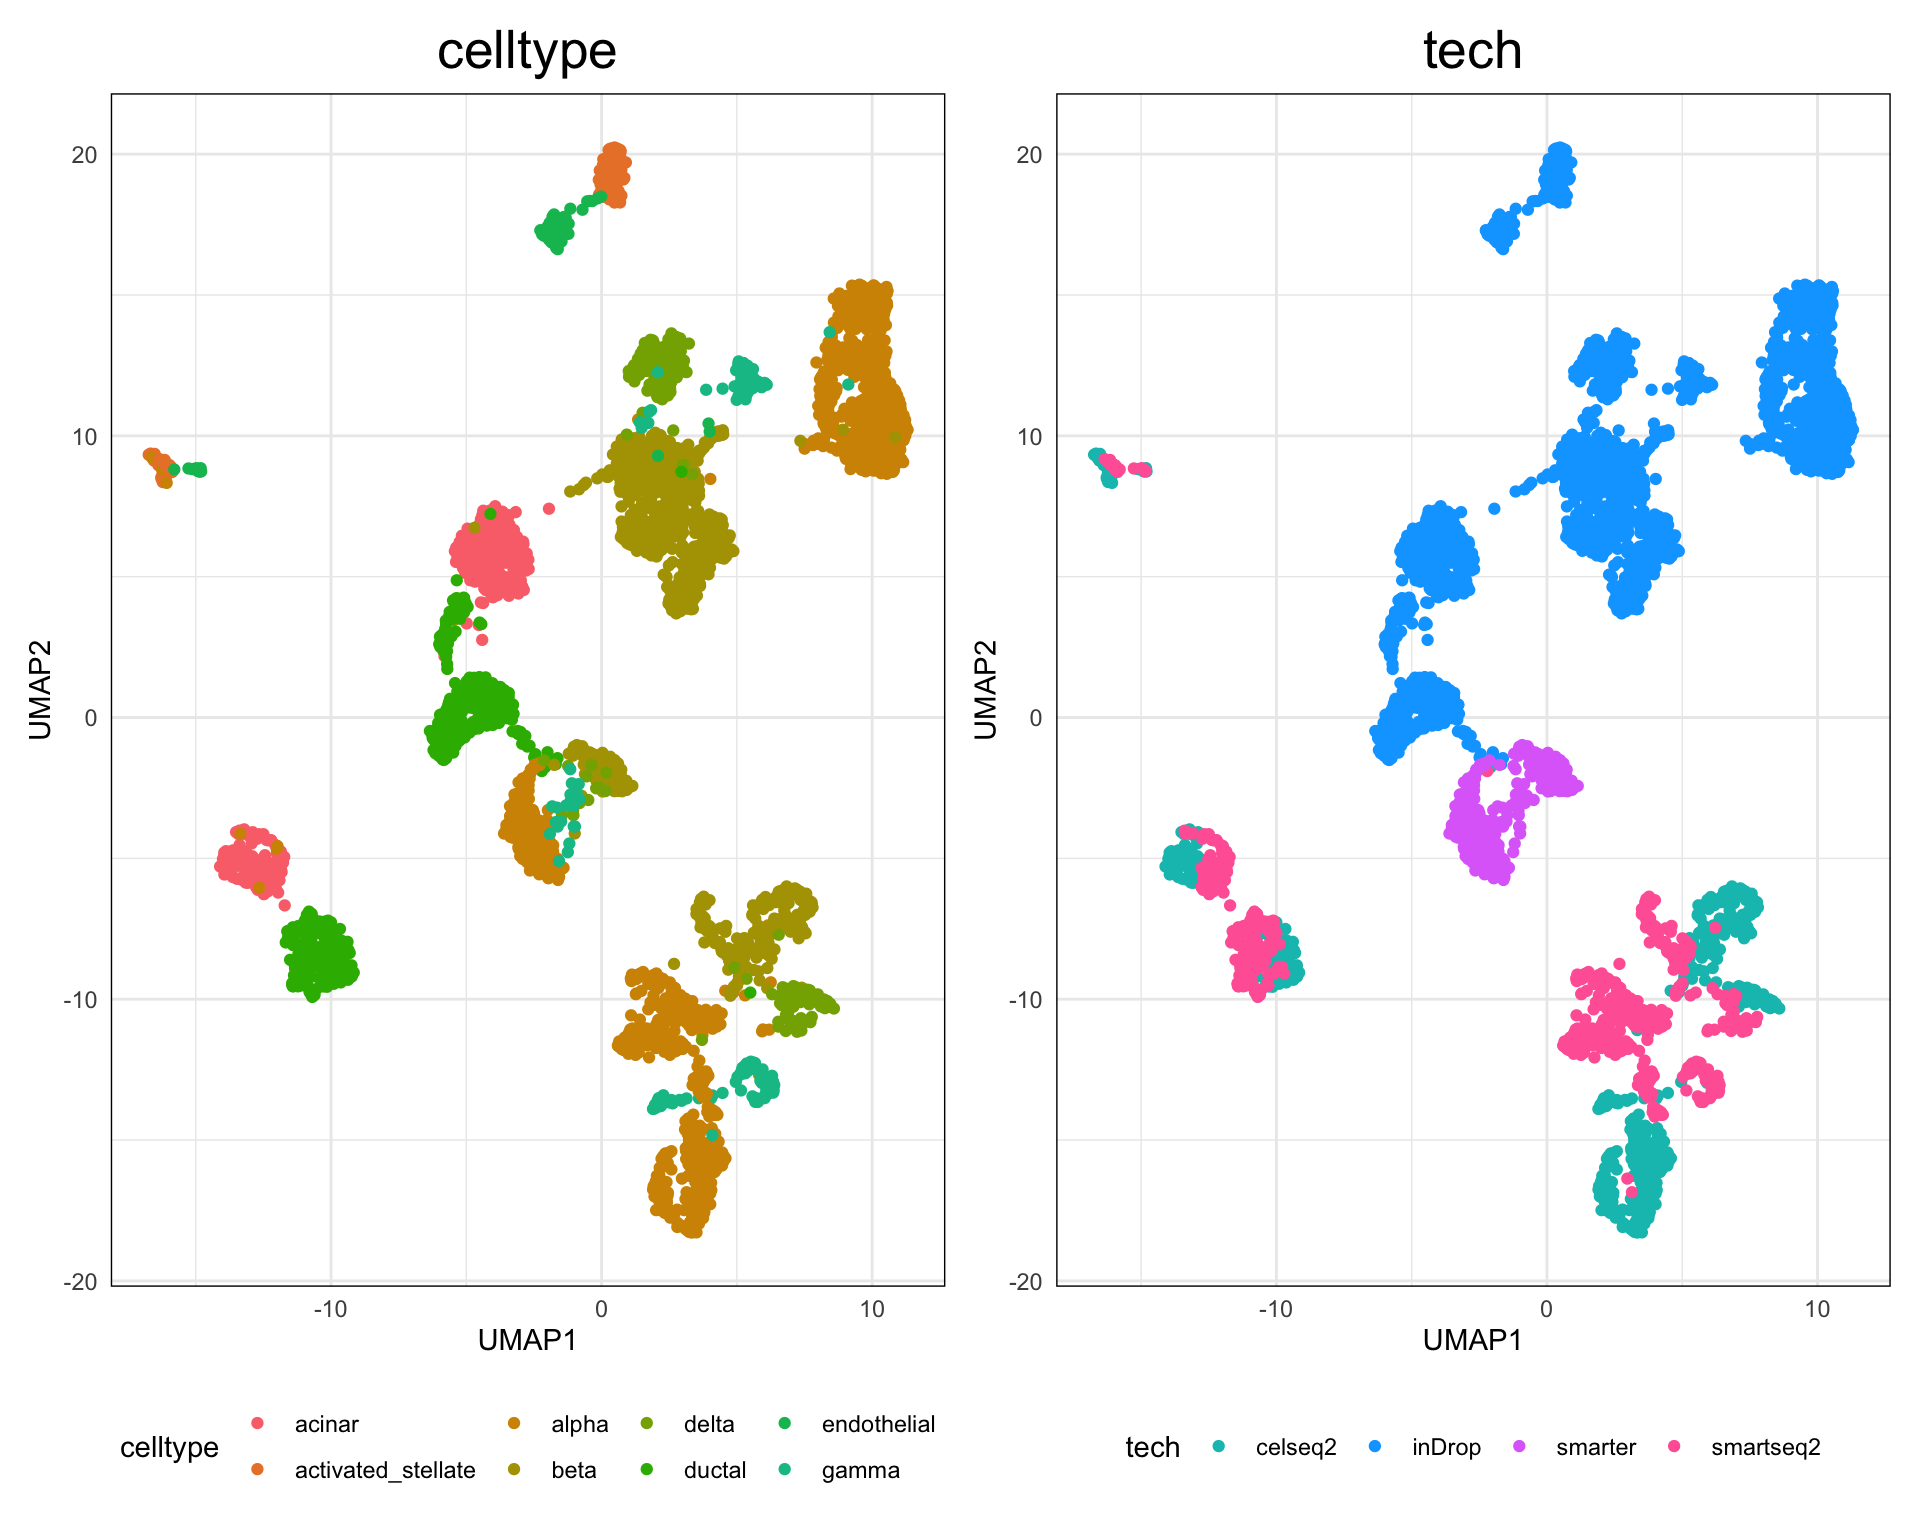 celltype
tech
20
10
0
-10
-20
UMAP2
-10 0 10
UMAP1
20
10
0
-10
-20
UMAP2
-10 0 10
UMAP1
celltype
acinar alpha delta endothelial
activated_stellate beta ductal gamma
tech celseq2 inDrop smarter smartseq2